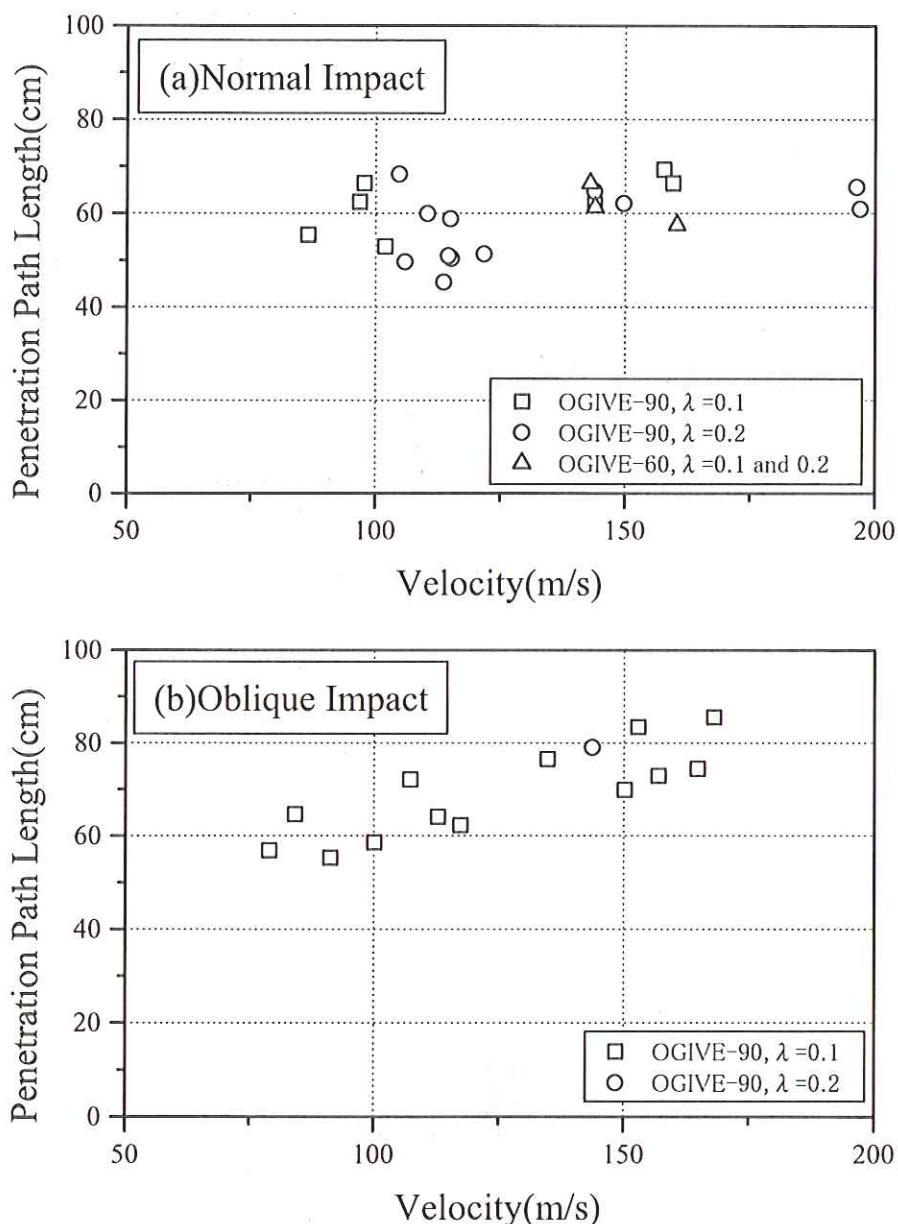 100
80
60
40
20
0
Penetration Path Length(cm)
(a)Normal Impact
OGIVE-90, λ=0.1
OGIVE-90, λ=0.2
OGIVE-60, λ=0.1 and 0.2
50
100
150
200
Velocity(m/s)
100
80
60
40
20
0
Penetration Path Length(cm)
(b)Oblique Impact
OGIVE-90, λ=0.1
OGIVE-90, λ=0.2
50
100
150
200
Velocity(m/s)